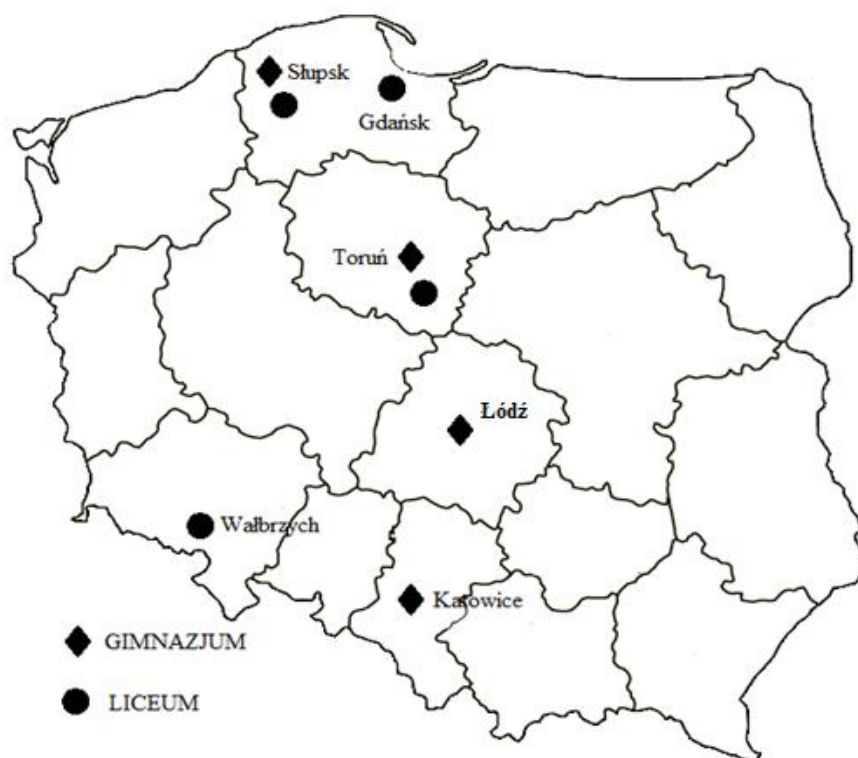 Słupsk
Gdańsk
Toruń
Łódź
Wałbrzych
Katowice
GIMNAZJUM
LICEUM